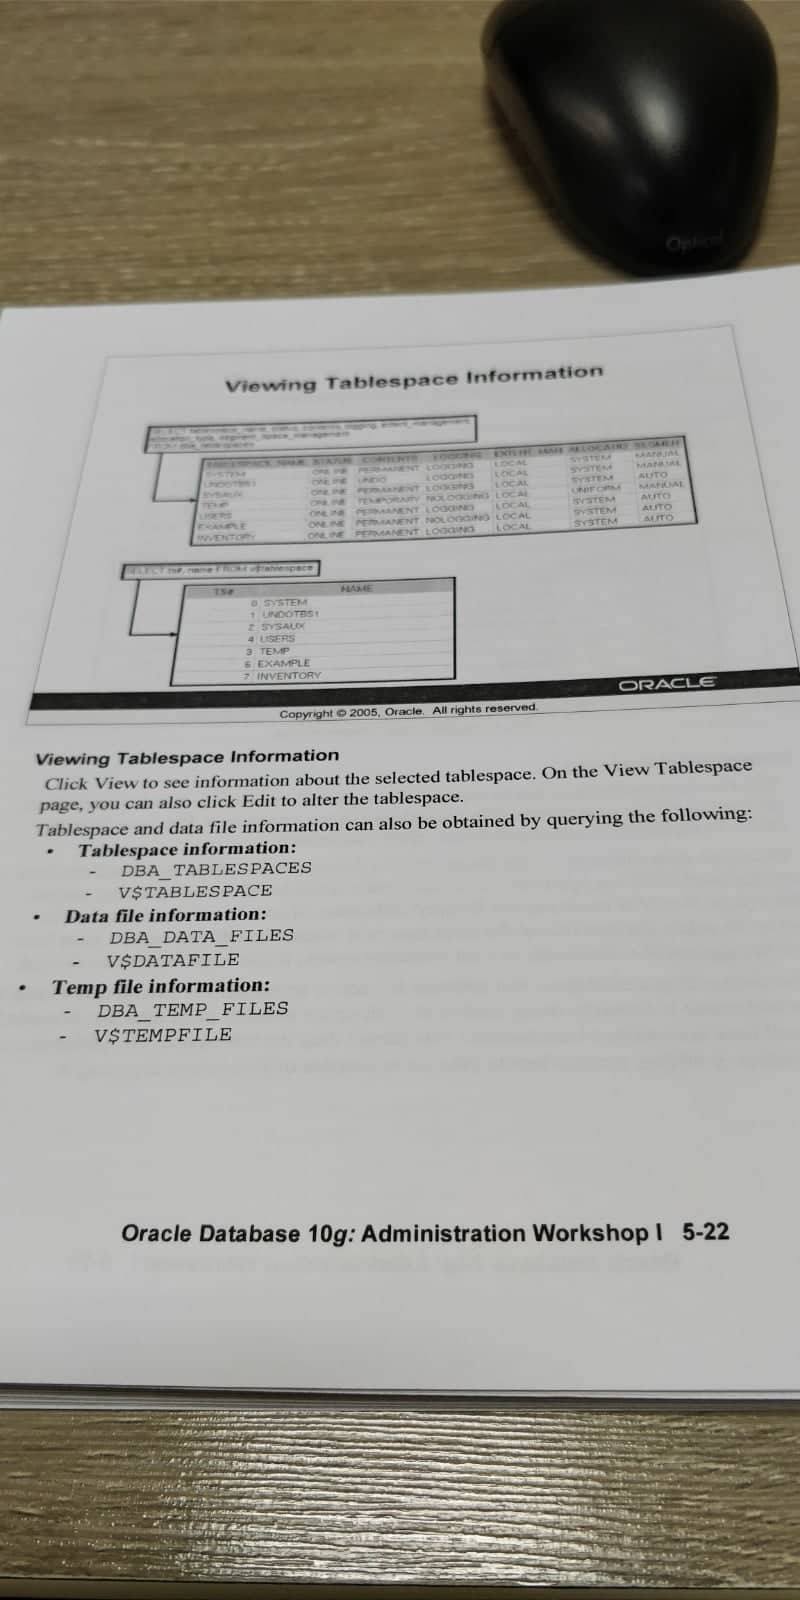 Optical
Viewing Tablespace Information
SELECT tablespace_name, status, contents, logging, extent_management,
allocation_type, segment_space_management
FROM dba_tablespaces
TABLESPACE NAME STATUS CONTENTS LOGGING EXTENT MAN ALLOCATIO SEGMEN
SYSTEM ONLINE PERMANENT LOGGING LOCAL SYSTEM MANUAL
UNDOTBS1 ONLINE UNDO LOGGING LOCAL SYSTEM MANUAL
SYSAUX ONLINE PERMANENT LOGGING LOCAL SYSTEM AUTO
TEMP ONLINE TEMPORARY NOLOGGING LOCAL UNIFORM MANUAL
USERS ONLINE PERMANENT LOGGING LOCAL SYSTEM AUTO
EXAMPLE ONLINE PERMANENT NOLOGGING LOCAL SYSTEM AUTO
INVENTORY ONLINE PERMANENT LOGGING LOCAL SYSTEM AUTO
SELECT ts#, name FROM v$tablespace
TS# NAME
0 SYSTEM
1 UNDOTBS1
2 SYSAUX
4 USERS
3 TEMP
6 EXAMPLE
7 INVENTORY
ORACLE
Copyright © 2005, Oracle. All rights reserved.
Viewing Tablespace Information
Click View to see information about the selected tablespace. On the View Tablespace
page, you can also click Edit to alter the tablespace.
Tablespace and data file information can also be obtained by querying the following:
• Tablespace information:
- DBA_TABLESPACES
- V$TABLESPACE
• Data file information:
- DBA_DATA_FILES
- V$DATAFILE
• Temp file information:
- DBA_TEMP_FILES
- V$TEMPFILE
Oracle Database 10g: Administration Workshop I 5-22